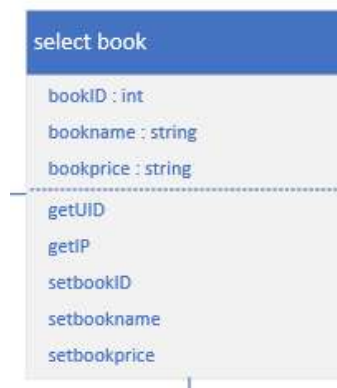 select book
bookID : int
bookname : string
bookprice : string
getUID
getIP
setbookID
setbookname
setbookprice